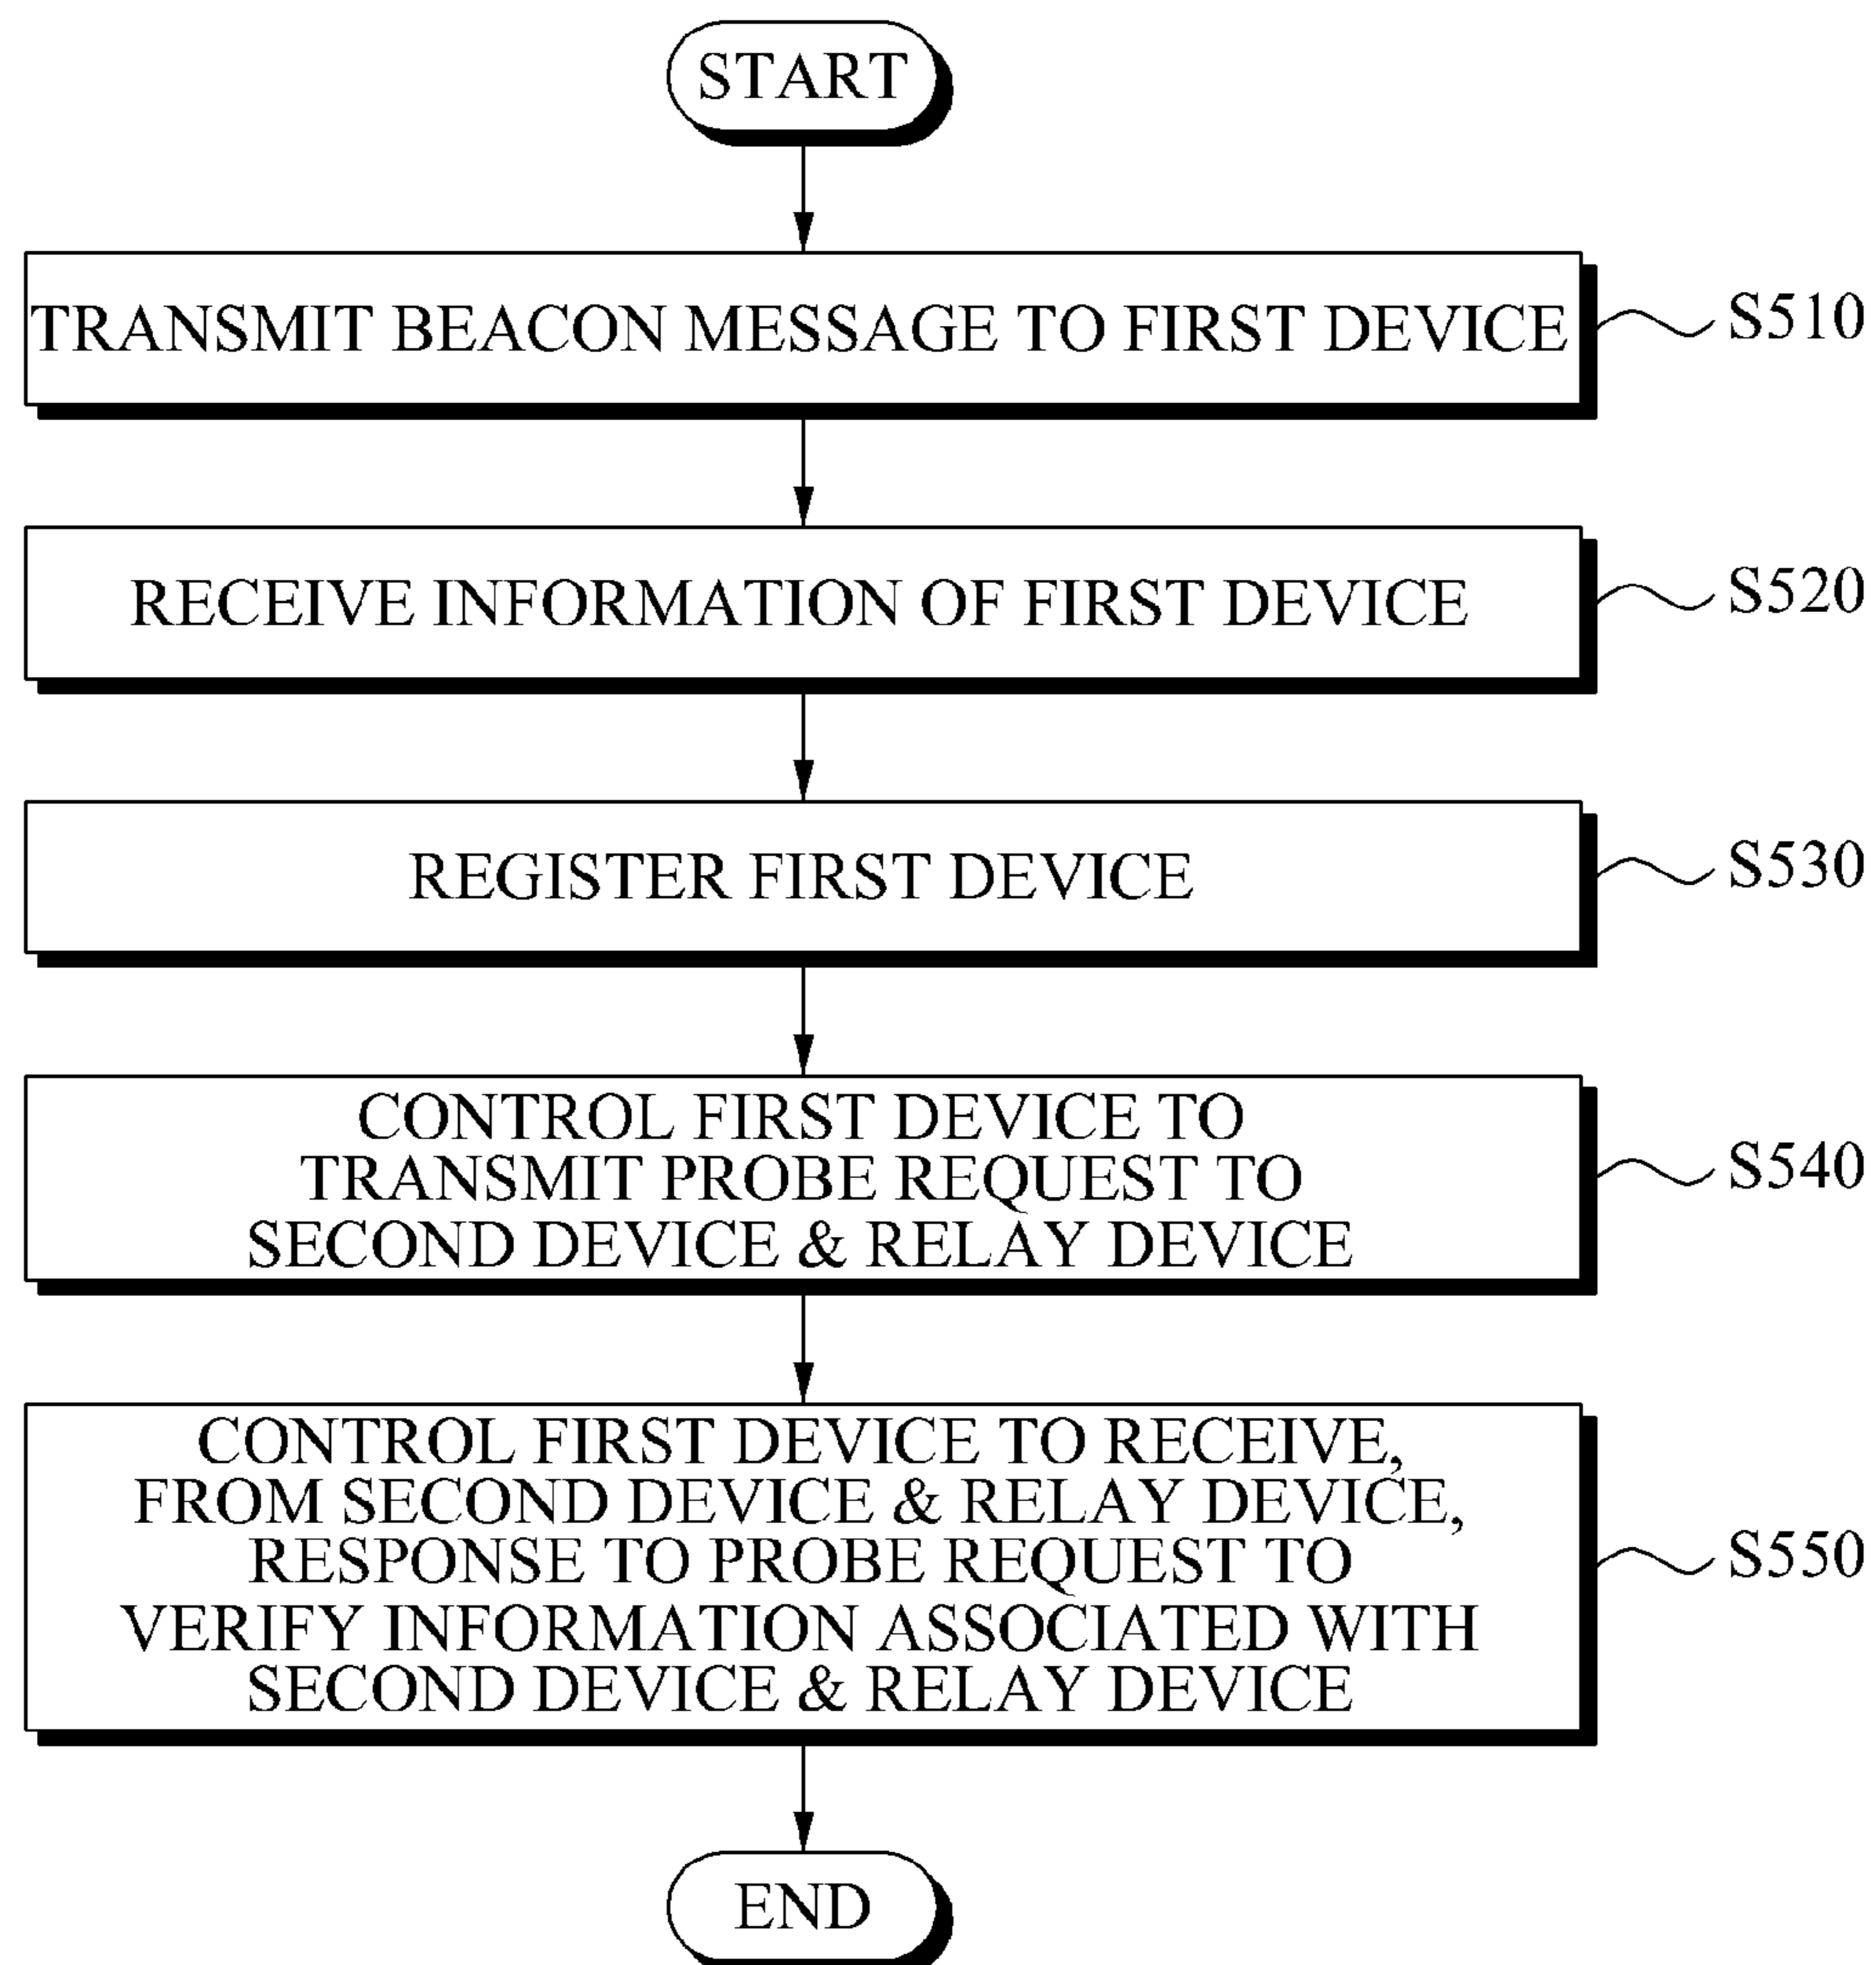 START
TRANSMIT BEACON MESSAGE TO FIRST DEVICE
S510
RECEIVE INFORMATION OF FIRST DEVICE
S520
REGISTER FIRST DEVICE
S530
CONTROL FIRST DEVICE TO
TRANSMIT PROBE REQUEST TO
SECOND DEVICE & RELAY DEVICE
S540
CONTROL FIRST DEVICE TO RECEIVE,
FROM SECOND DEVICE & RELAY DEVICE,
RESPONSE TO PROBE REQUEST TO
VERIFY INFORMATION ASSOCIATED WITH
SECOND DEVICE & RELAY DEVICE
S550
END